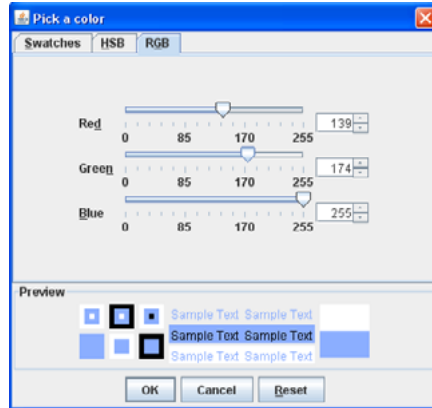 Pick a color
Swatches HSB RGB
Red 139
0 85 170 255
Green 174
0 85 170 255
Blue 255
0 85 170 255
Preview
Sample Text Sample Text
Sample Text Sample Text
Sample Text Sample Text
OK Cancel Reset